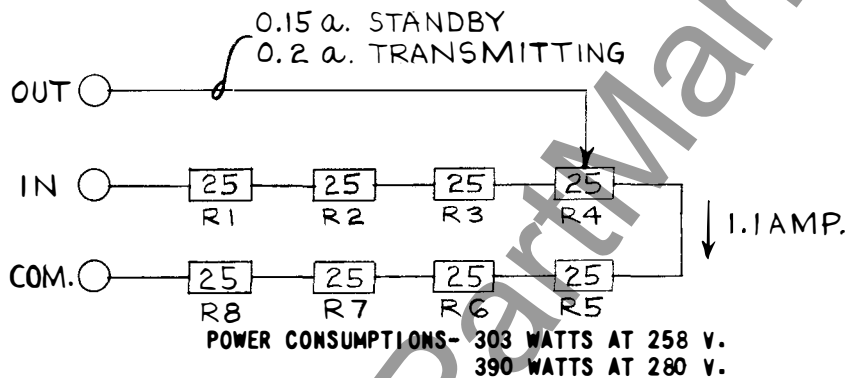 0.15 a. STANDBY
0.2 a. TRANSMITTING
OUT
IN
25 25 25 25
R1 R2 R3 R4
1.1 AMP.
COM.
25 25 25 25
R8 R7 R6 R5
POWER CONSUMPTIONS- 303 WATTS AT 258 V.
390 WATTS AT 280 V.